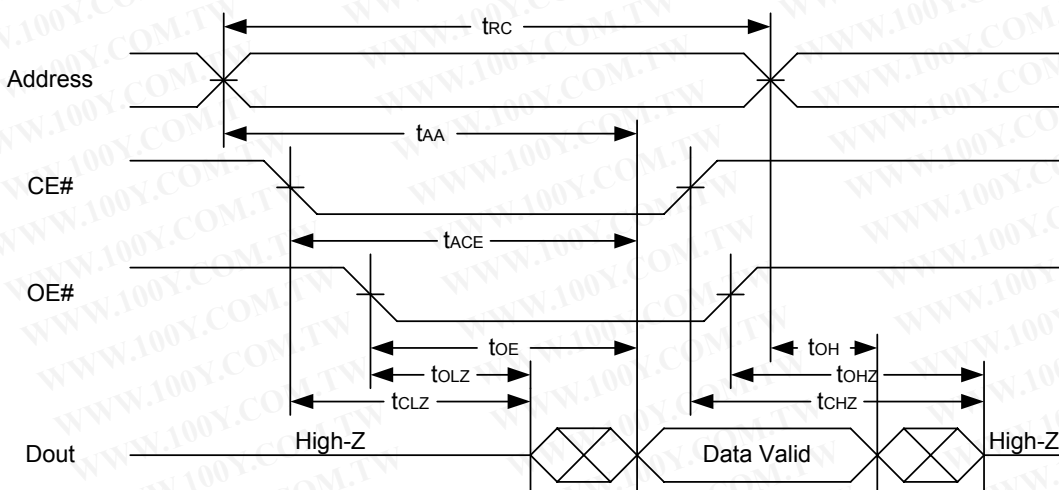 tRC
Address
tAA
CE#
tACE
OE#
tOE
tOH
tOLZ
tOHZ
tCLZ
tCHZ
Dout
High-Z
Data Valid
High-Z
WWW.100Y.COM.TW